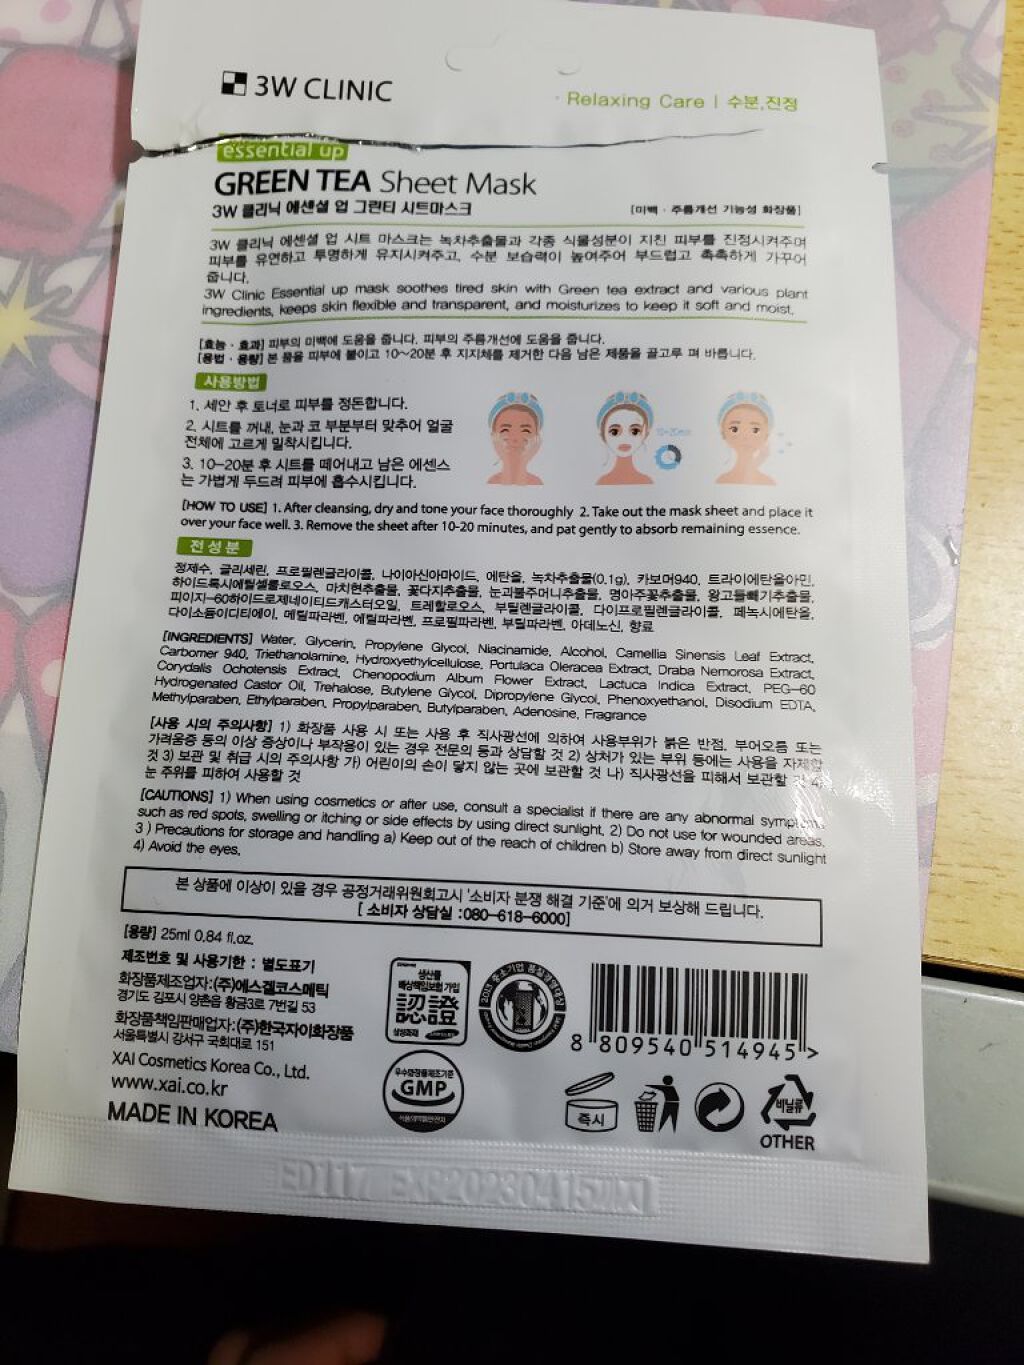 3W CLINIC
Relaxing Care | 수분,진정
essential up
GREEN TEA Sheet Mask
3W 클리닉 에센셜 업 그린티 시트마스크
[미백 · 주름개선 기능성 화장품]
3W 클리닉 에센셜 업 시트 마스크는 녹차추출물과 각종 식물성분이 지친 피부를 진정시켜주며
피부를 유연하고 투명하게 유지시켜주고, 수분 보습력이 높여주어 부드럽고 촉촉하게 가꾸어
줍니다.
3W Clinic Essential up mask soothes tired skin with Green tea extract and various plant
ingredients, keeps skin flexible and transparent, and moisturizes to keep it soft and moist.
[효능 · 효과] 피부의 미백에 도움을 줍니다. 피부의 주름개선에 도움을 줍니다.
[용법 · 용량] 본 품을 피부에 붙이고 10~20분 후 지지체를 제거한 다음 남은 제품을 골고루 펴 바릅니다.
사용방법
1. 세안 후 토너로 피부를 정돈합니다.
2. 시트를 꺼내, 눈과 코 부분부터 맞추어 얼굴
전체에 고르게 밀착시킵니다.
3. 10-20분 후 시트를 떼어내고 남은 에센스
는 가볍게 두드려 피부에 흡수시킵니다.
10~20min
[HOW TO USE] 1. After cleansing, dry and tone your face thoroughly 2. Take out the mask sheet and place it
over your face well. 3. Remove the sheet after 10-20 minutes, and pat gently to absorb remaining essence.
전성분
정제수, 글리세린, 프로필렌글라이콜, 나이아신아마이드, 에탄올, 녹차추출물(0.1g), 카보머940, 트라이에탄올아민,
하이드록시에틸셀룰로오스, 마치현추출물, 꽃다지추출물, 눈괴불주머니추출물, 명아주꽃추출물, 왕고들빼기추출물,
피이지-60하이드로제네이티드캐스터오일, 트레할로오스, 부틸렌글라이콜, 다이프로필렌글라이콜, 페녹시에탄올,
다이소듐이디티에이, 메틸파라벤, 에틸파라벤, 프로필파라벤, 부틸파라벤, 아데노신, 향료
[INGREDIENTS] Water, Glycerin, Propylene Glycol, Niacinamide, Alcohol, Camellia Sinensis Leaf Extract,
Carbomer 940, Triethanolamine, Hydroxyethylcellulose, Portulaca Oleracea Extract, Draba Nemorosa Extract,
Corydalis Ochotensis Extract, Chenopodium Album Flower Extract, Lactuca Indica Extract, PEG-60
Hydrogenated Castor Oil, Trehalose, Butylene Glycol, Dipropylene Glycol, Phenoxyethanol, Disodium EDTA,
Methylparaben, Ethylparaben, Propylparaben, Butylparaben, Adenosine, Fragrance
[사용 시의 주의사항] 1) 화장품 사용 시 또는 사용 후 직사광선에 의하여 사용부위가 붉은 반점, 부어오름 또는
가려움증 등의 이상 증상이나 부작용이 있는 경우 전문의 등과 상담할 것 2) 상처가 있는 부위 등에는 사용을 자제할
것 3) 보관 및 취급 시의 주의사항 가) 어린이의 손이 닿지 않는 곳에 보관할 것 나) 직사광선을 피해서 보관할 것 4)
눈 주위를 피하여 사용할 것
[CAUTIONS] 1) When using cosmetics or after use, consult a specialist if there are any abnormal symptoms
such as red spots, swelling or itching or side effects by using direct sunlight, 2) Do not use for wounded areas.
3 ) Precautions for storage and handling a) Keep out of the reach of children b) Store away from direct sunlight
4) Avoid the eyes.
본 상품에 이상이 있을 경우 공정거래위원회고시 '소비자 분쟁 해결 기준'에 의거 보상해 드립니다.
[ 소비자 상담실 :080-618-6000]
[용량] 25ml 0.84 fl.oz.
제조번호 및 사용기한 : 별도표기
화장품제조업자:(주)에스겔코스메틱
경기도 김포시 양촌읍 황금3로 7번길 53
화장품책임판매업자:(주)한국자이화장품
서울특별시 강서구 국회대로 151
XAI Cosmetics Korea Co., Ltd.
www.xai.co.kr
MADE IN KOREA
생산물
배상책임보험 가입
認證
삼성화재
우수화장품제조기준
GMP
8 809540 514945 >
즉시
비닐류
OTHER
ED117 EXP20230415까지